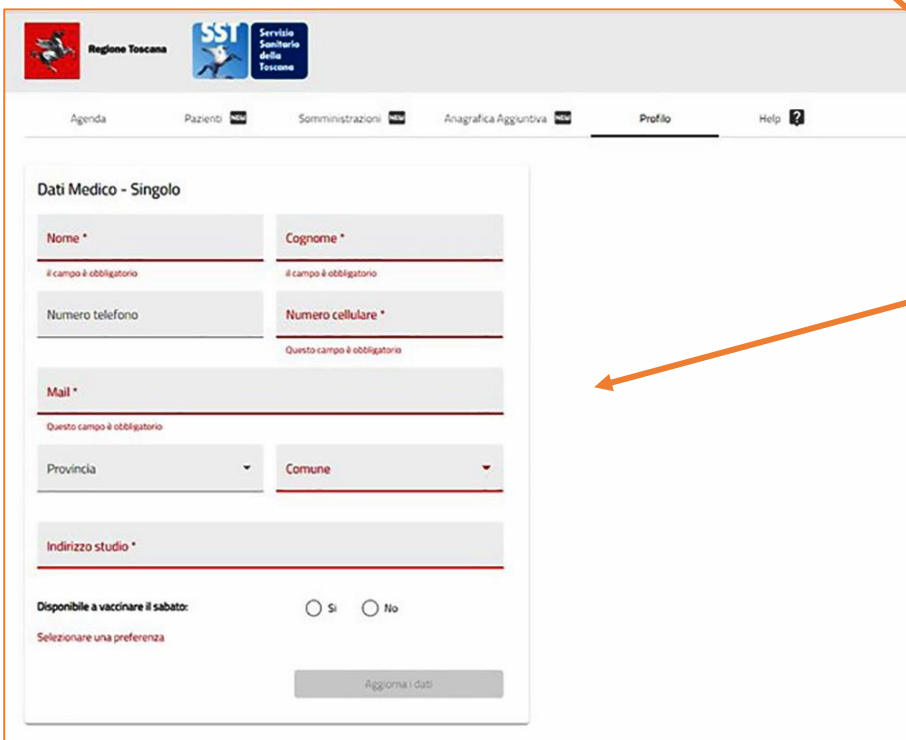 Regione Toscana
SST Servizio
Sanitario
della
Toscana
Agenda Pazienti NEW Somministrazioni NEW Anagrafica Aggiuntiva NEW Profilo Help ?
Dati Medico - Singolo
Nome * Cognome *
il campo è obbligatorio il campo è obbligatorio
Numero telefono Numero cellulare *
Questo campo è obbligatorio
Mail *
Questo campo è obbligatorio
Provincia Comune
Indirizzo studio *
Disponibile a vaccinare il sabato: Si No
Selezionare una preferenza
Aggiorna i dati